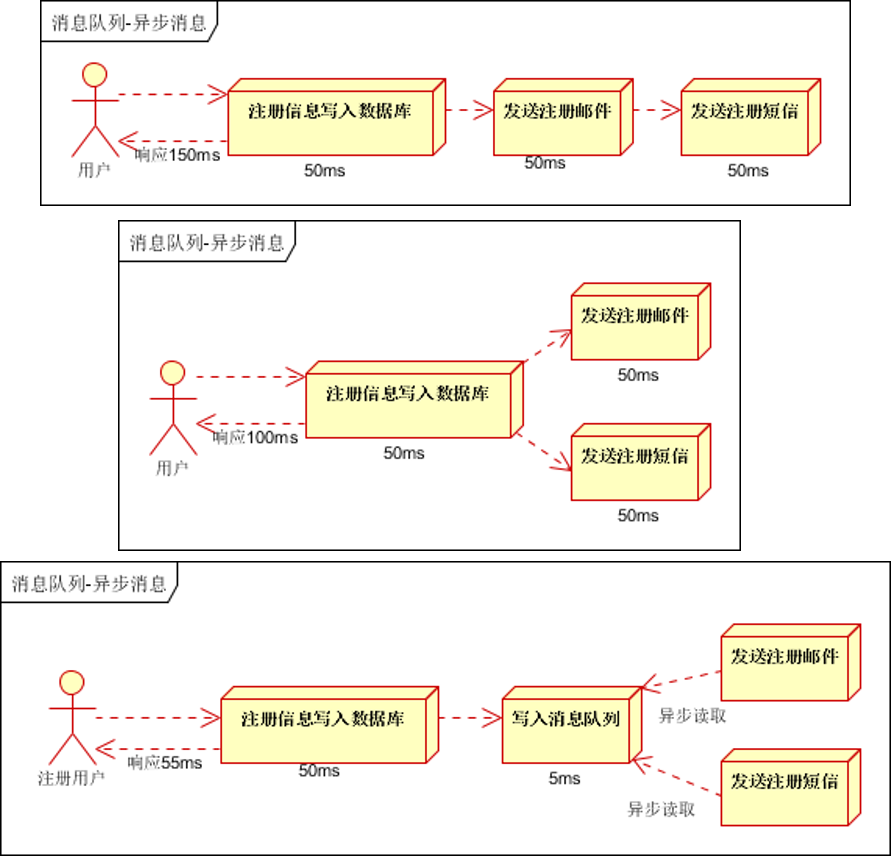 消息队列-异步消息
注册信息写入数据库
发送注册邮件
发送注册短信
响应150ms
用户
50ms
50ms
50ms
消息队列-异步消息
发送注册邮件
50ms
注册信息写入数据库
响应100ms
用户
50ms
发送注册短信
50ms
消息队列-异步消息
发送注册邮件
注册信息写入数据库
写入消息队列
异步读取
响应55ms
注册用户
50ms
5ms
发送注册短信
异步读取